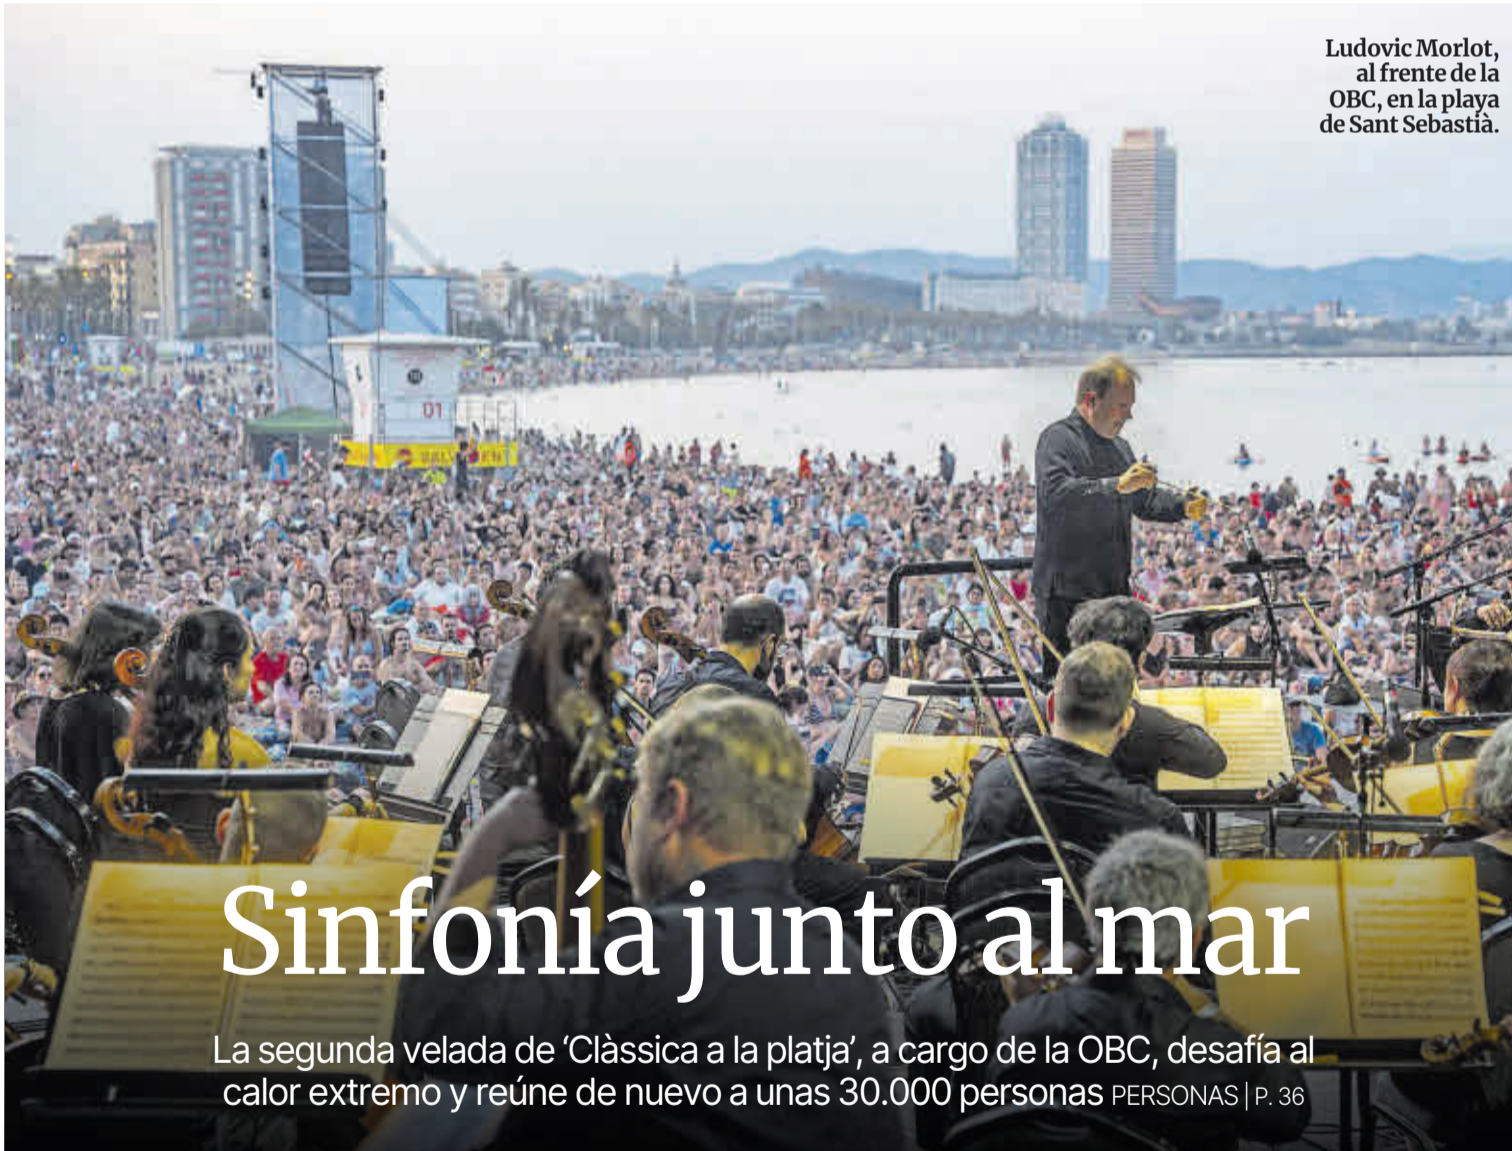 Ludovic Morlot,
al frente de la
OBC, en la playa
de Sant Sebastià.
01
Sinfonía junto al mar
La segunda velada de ‘Clàssica a la platja’, a cargo de la OBC, desafía al
calor extremo y reúne de nuevo a unas 30.000 personas PERSONAS | P. 36